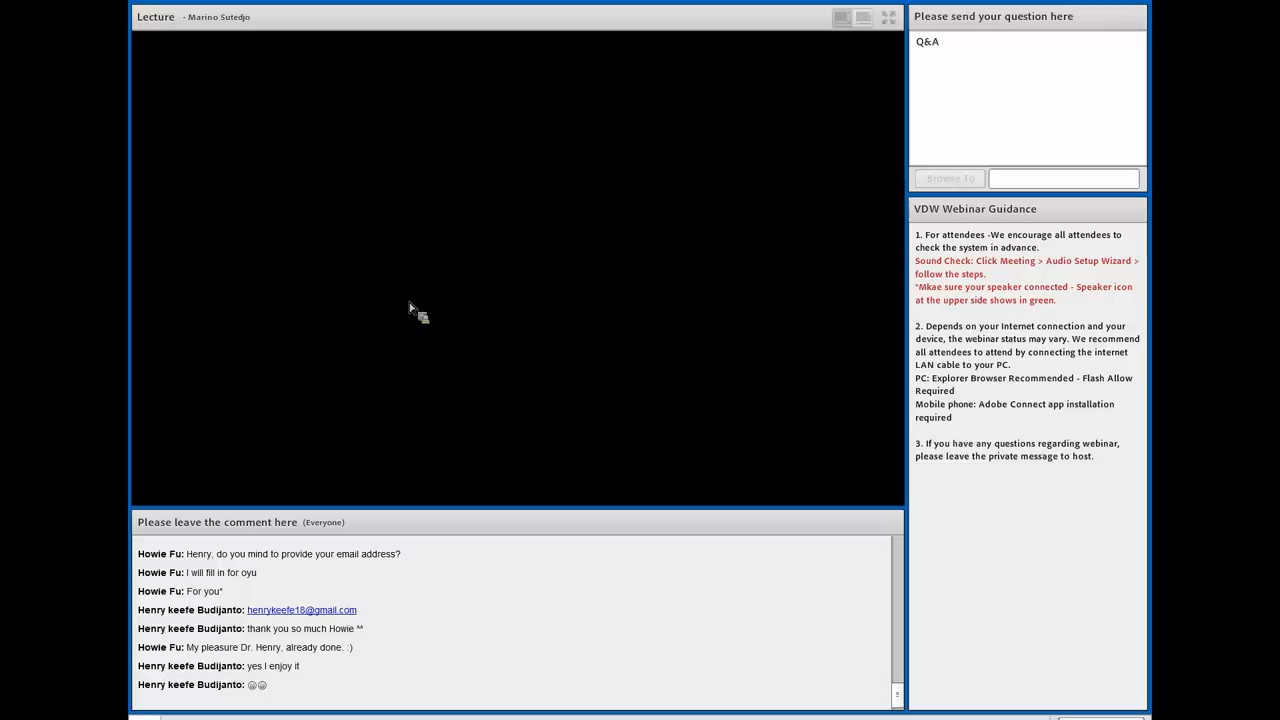 Lecture - Marino Sutedjo
Please leave the comment here (Everyone)
Howie Fu: Henry, do you mind to provide your email address?
Howie Fu: I will fill in for oyu
Howie Fu: For you*
Henry keefe Budijanto: henrykeefe18@gmail.com
Henry keefe Budijanto: thank you so much Howie ^^
Howie Fu: My pleasure Dr. Henry, already done. :)
Henry keefe Budijanto: yes I enjoy it
Henry keefe Budijanto: 😄😄
Please send your question here
Q&A
Browse To
VDW Webinar Guidance
1. For attendees -We encourage all attendees to
check the system in advance.
Sound Check: Click Meeting > Audio Setup Wizard >
follow the steps.
*Mkae sure your speaker connected - Speaker icon
at the upper side shows in green.
2. Depends on your Internet connection and your
device, the webinar status may vary. We recommend
all attendees to attend by connecting the internet
LAN cable to your PC.
PC: Explorer Browser Recommended - Flash Allow
Required
Mobile phone: Adobe Connect app installation
required
3. If you have any questions regarding webinar,
please leave the private message to host.